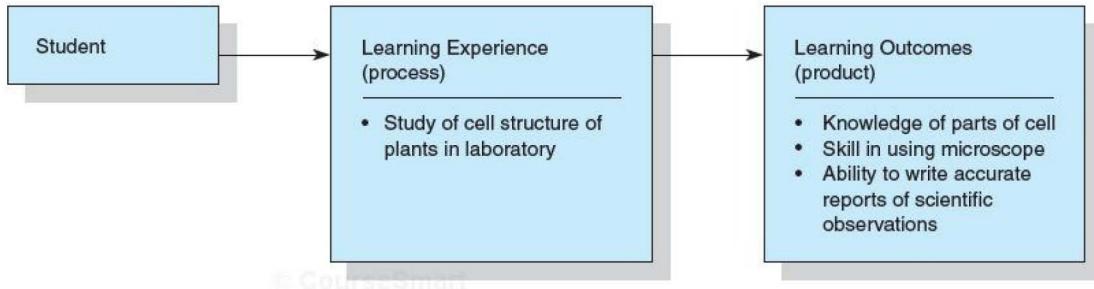 Student
Learning Experience
(process)
• Study of cell structure of
plants in laboratory
Learning Outcomes
(product)
• Knowledge of parts of cell
• Skill in using microscope
• Ability to write accurate
reports of scientific
observations
© CourseSmart